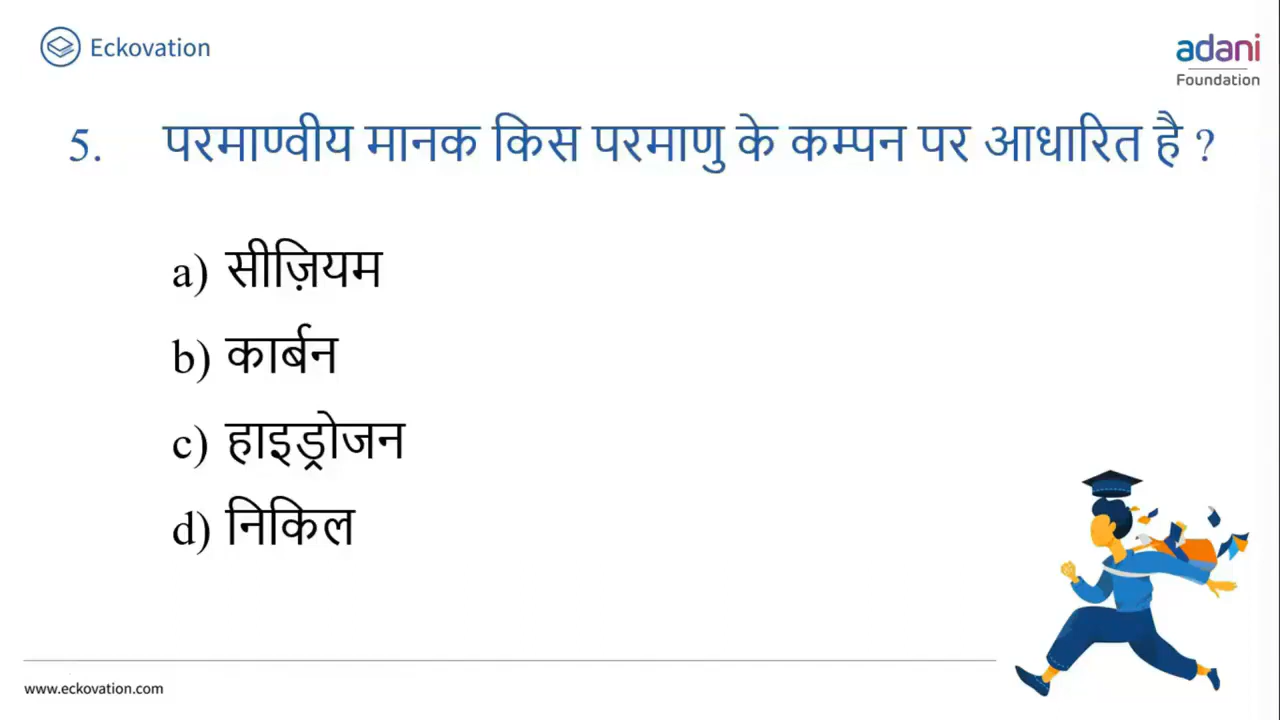 Eckovation
adani
Foundation
5. परमाण्वीय मानक किस परमाणु के कम्पन पर आधारित है ?
a) सीज़ियम
b) कार्बन
c) हाइड्रोजन
d) निकिल
www.eckovation.com